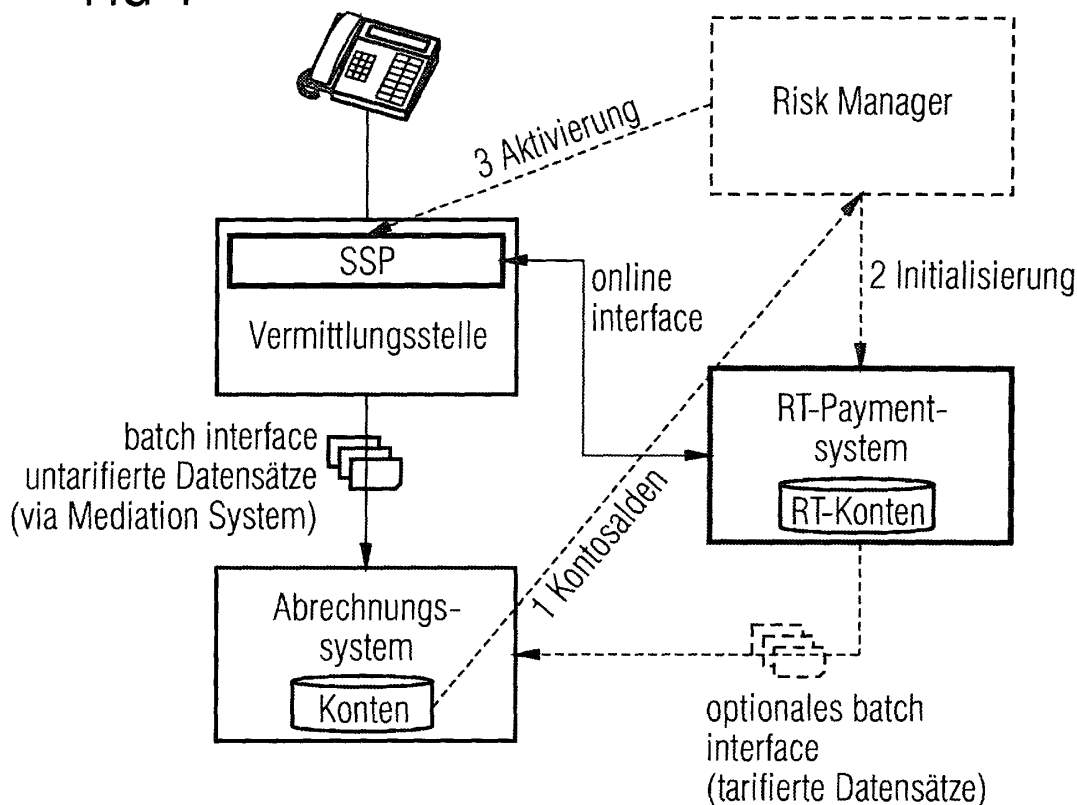 Risk Manager
3 Aktivierung
SSP
Vermittlungsstelle
online
interface
2 Initialisierung
batch interface
untarifierte Datensätze
(via Mediation System)
RT-Payment-
system
RT-Konten
1 Kontosalden
Abrechnungs-
system
Konten
optionales batch
interface
(tarifierte Datensätze)